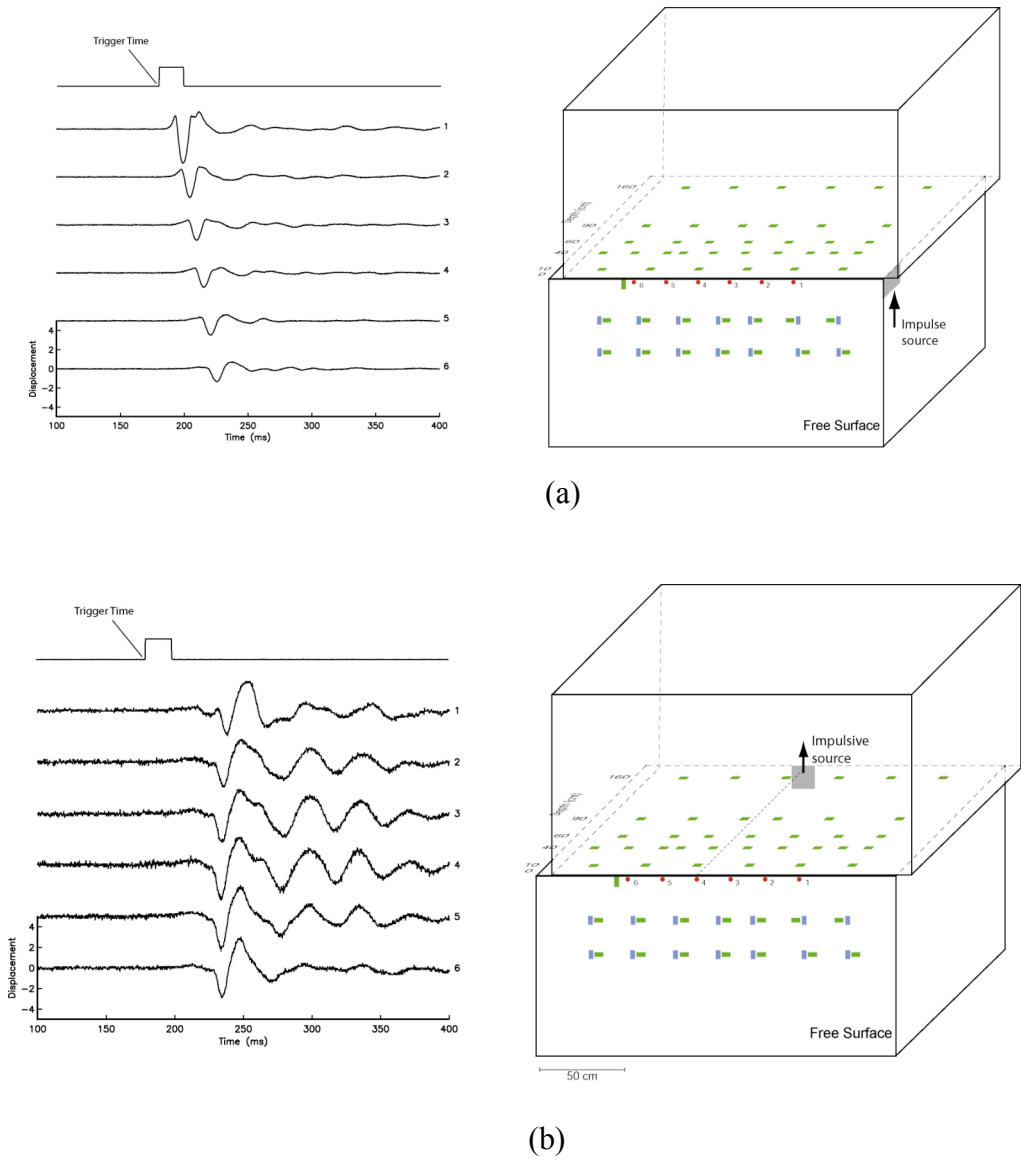 Trigger Time
1
2
3
4
5
6
4
2
0
-2
-4
Displacement
100 150 200 250 300 350 400
Time (ms)
160
90
60
40
10
0
Depth(cm)
6 5 4 3 2 1
Impulse
source
Free Surface
(a)
Trigger Time
1
2
3
4
5
6
4
2
0
-2
-4
Displacement
100 150 200 250 300 350 400
Time (ms)
Impulsive
source
160
90
60
40
10
0
Depth(cm)
6 5 4 3 2 1
Free Surface
50 cm
(b)